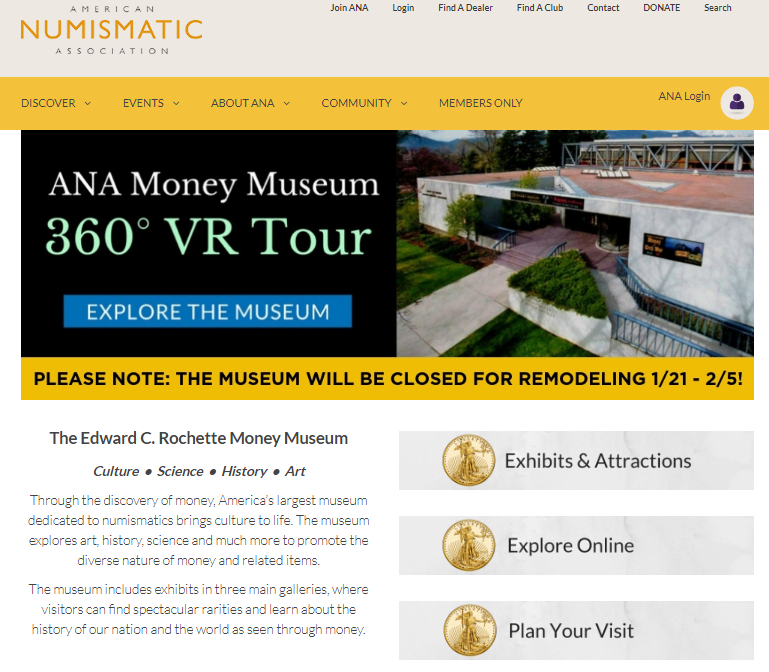 AMERICAN
NUMISMATIC
ASSOCIATION
Join ANA Login Find A Dealer Find A Club Contact DONATE Search
DISCOVER EVENTS ABOUT ANA COMMUNITY MEMBERS ONLY
ANA Login
ANA Money Museum
360° VR Tour
EXPLORE THE MUSEUM
PLEASE NOTE: THE MUSEUM WILL BE CLOSED FOR REMODELING 1/21 - 2/5!
The Edward C. Rochette Money Museum
Culture ● Science ● History ● Art
Through the discovery of money, America's largest museum
dedicated to numismatics brings culture to life. The museum
explores art, history, science and much more to promote the
diverse nature of money and related items.
The museum includes exhibits in three main galleries, where
visitors can find spectacular rarities and learn about the
history of our nation and the world as seen through money.
Exhibits & Attractions
Explore Online
Plan Your Visit